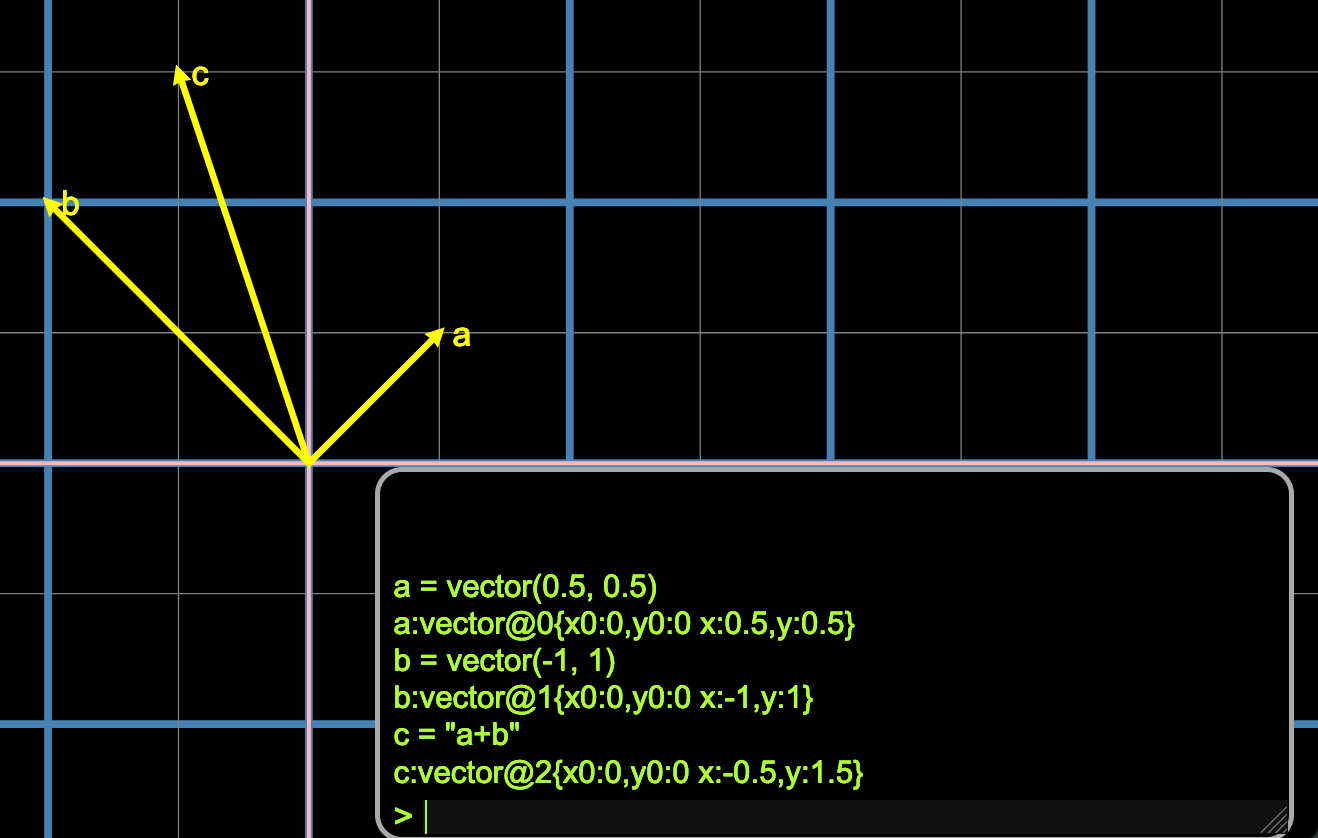 c
b
a
a = vector(0.5, 0.5)
a:vector@0{x0:0,y0:0 x:0.5,y:0.5}
b = vector(-1, 1)
b:vector@1{x0:0,y0:0 x:-1,y:1}
c = "a+b"
c:vector@2{x0:0,y0:0 x:-0.5,y:1.5}
>